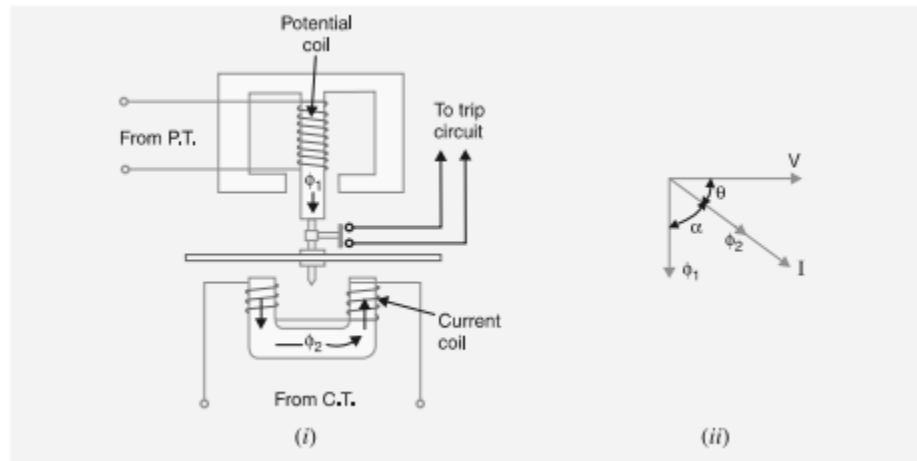 Potential
coil
To trip
circuit
From P.T.
ϕ1
V
θ
α
ϕ2
I
ϕ1
ϕ2
Current
coil
From C.T.
(i)
(ii)